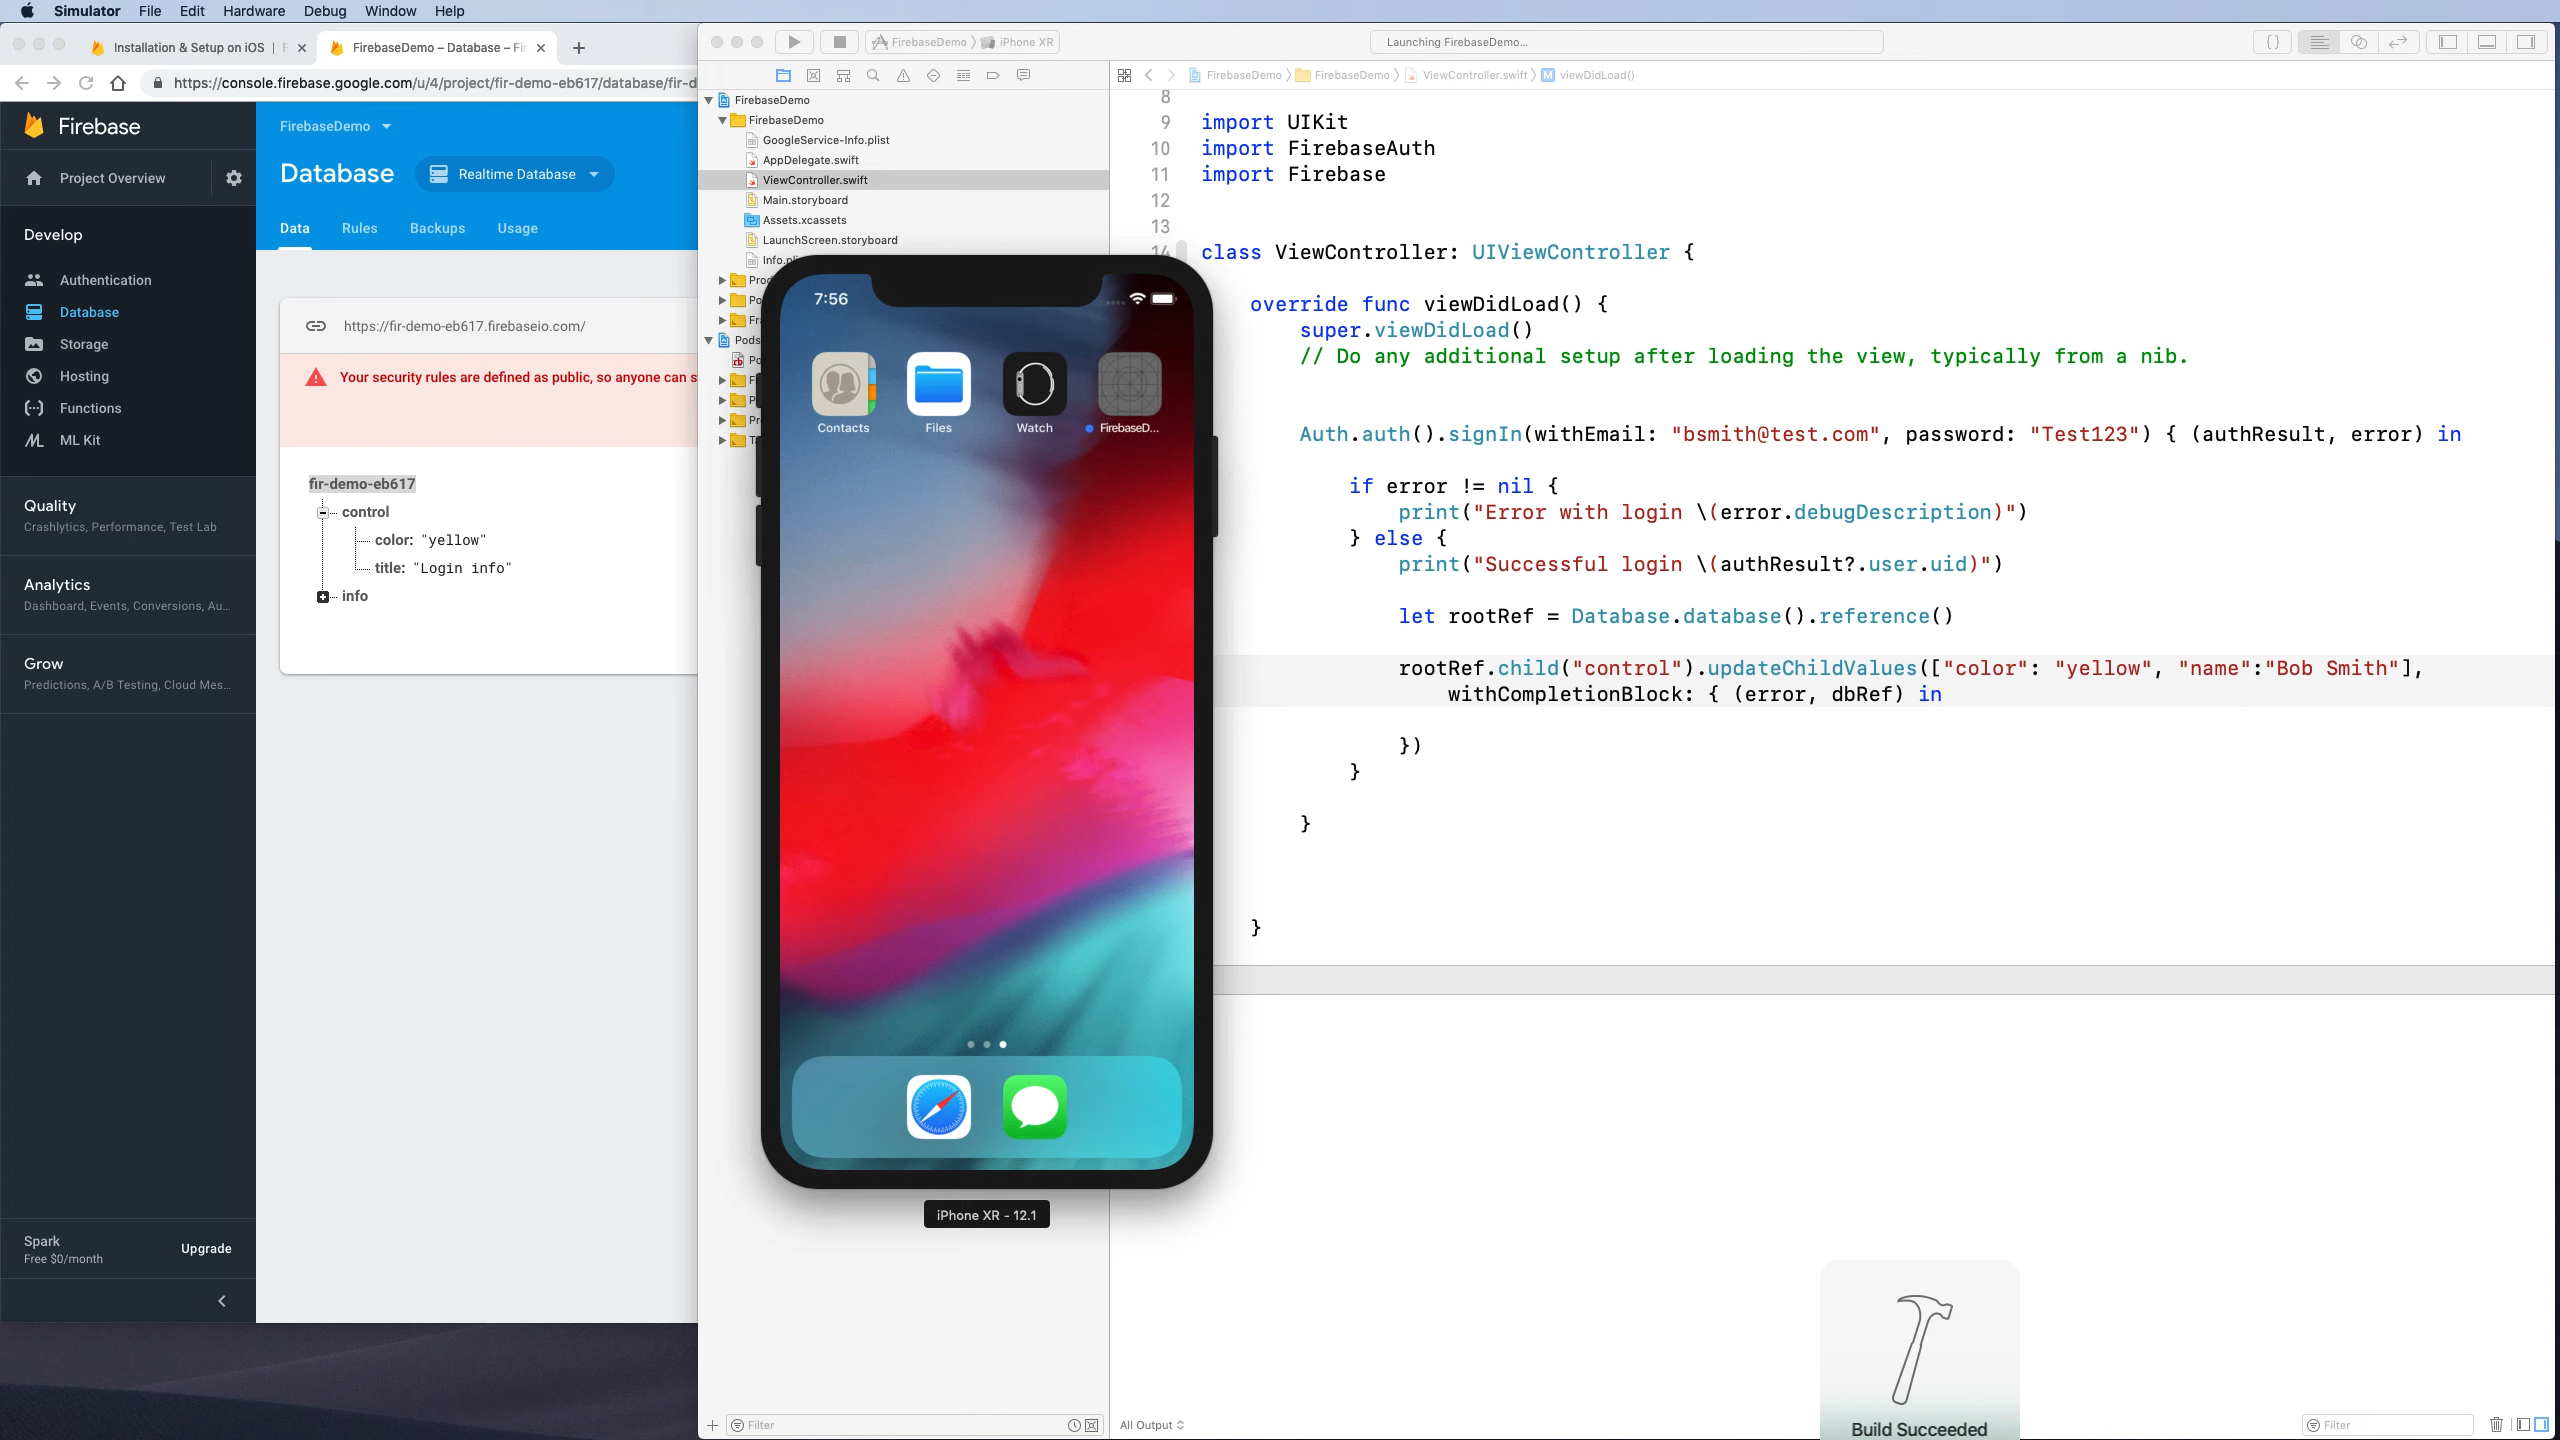 Simulator File Edit Hardware Debug Window Help
Installation & Setup on iOS | F
FirebaseDemo – Database – Fir
https://console.firebase.google.com/u/4/project/fir-demo-eb617/database/fir-d
Firebase
Project Overview
Develop
Authentication
Database
Storage
Hosting
Functions
ML Kit
Quality
Crashlytics, Performance, Test Lab
Analytics
Dashboard, Events, Conversions, Au...
Grow
Predictions, A/B Testing, Cloud Mes...
Spark
Free $0/month
Upgrade
FirebaseDemo
Database
Realtime Database
Data Rules Backups Usage
https://fir-demo-eb617.firebaseio.com/
Your security rules are defined as public, so anyone can s
fir-demo-eb617
control
color: "yellow"
title: "Login info"
info
FirebaseDemo iPhone XR
Launching FirebaseDemo...
FirebaseDemo
FirebaseDemo
GoogleService-Info.plist
AppDelegate.swift
ViewController.swift
Main.storyboard
Assets.xcassets
LaunchScreen.storyboard
Info.pli
Prod
Po
Fr
Pods
Po
F
P
Pr
T
7:56
Contacts
Files
Watch
FirebaseD...
iPhone XR - 12.1
Filter
FirebaseDemo FirebaseDemo ViewController.swift M viewDidLoad()
8
9 import UIKit
10 import FirebaseAuth
11 import Firebase
12
13
14 class ViewController: UIViewController {
override func viewDidLoad() {
super.viewDidLoad()
// Do any additional setup after loading the view, typically from a nib.
Auth.auth().signIn(withEmail: "bsmith@test.com", password: "Test123") { (authResult, error) in
if error != nil {
print("Error with login \(error.debugDescription)")
} else {
print("Successful login \(authResult?.user.uid)")
let rootRef = Database.database().reference()
rootRef.child("control").updateChildValues(["color": "yellow", "name":"Bob Smith"],
withCompletionBlock: { (error, dbRef) in
})
}
}
}
All Output
Build Succeeded
Filter